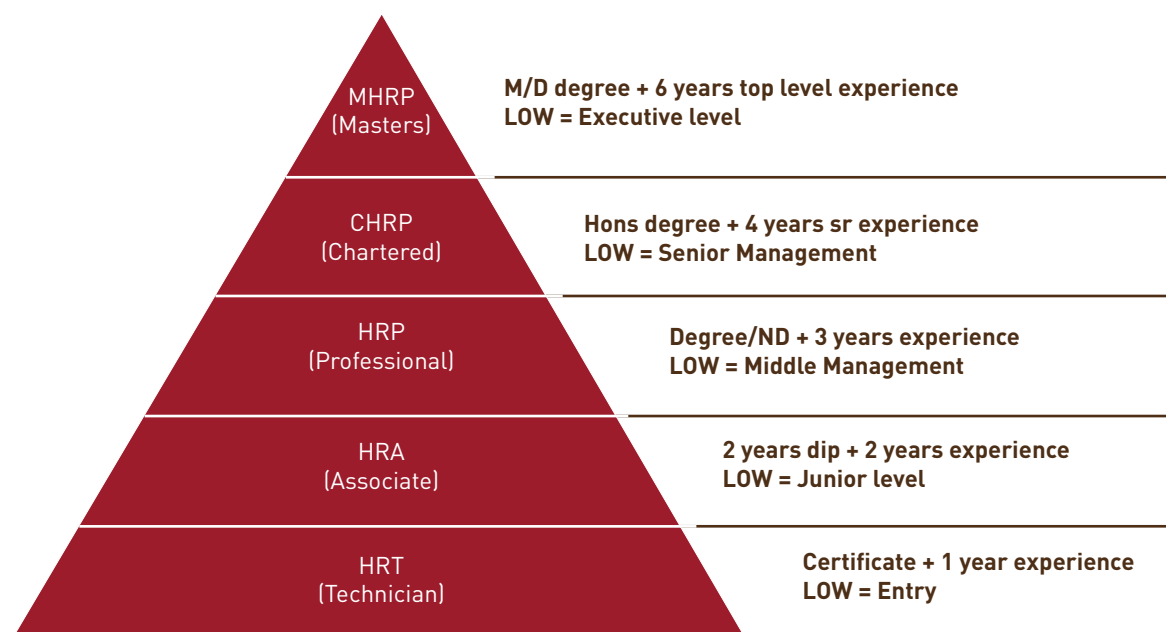 MHRP
(Masters)
M/D degree + 6 years top level experience
LOW = Executive level
CHRP
(Chartered)
Hons degree + 4 years sr experience
LOW = Senior Management
HRP
(Professional)
Degree/ND + 3 years experience
LOW = Middle Management
HRA
(Associate)
2 years dip + 2 years experience
LOW = Junior level
HRT
(Technician)
Certificate + 1 year experience
LOW = Entry